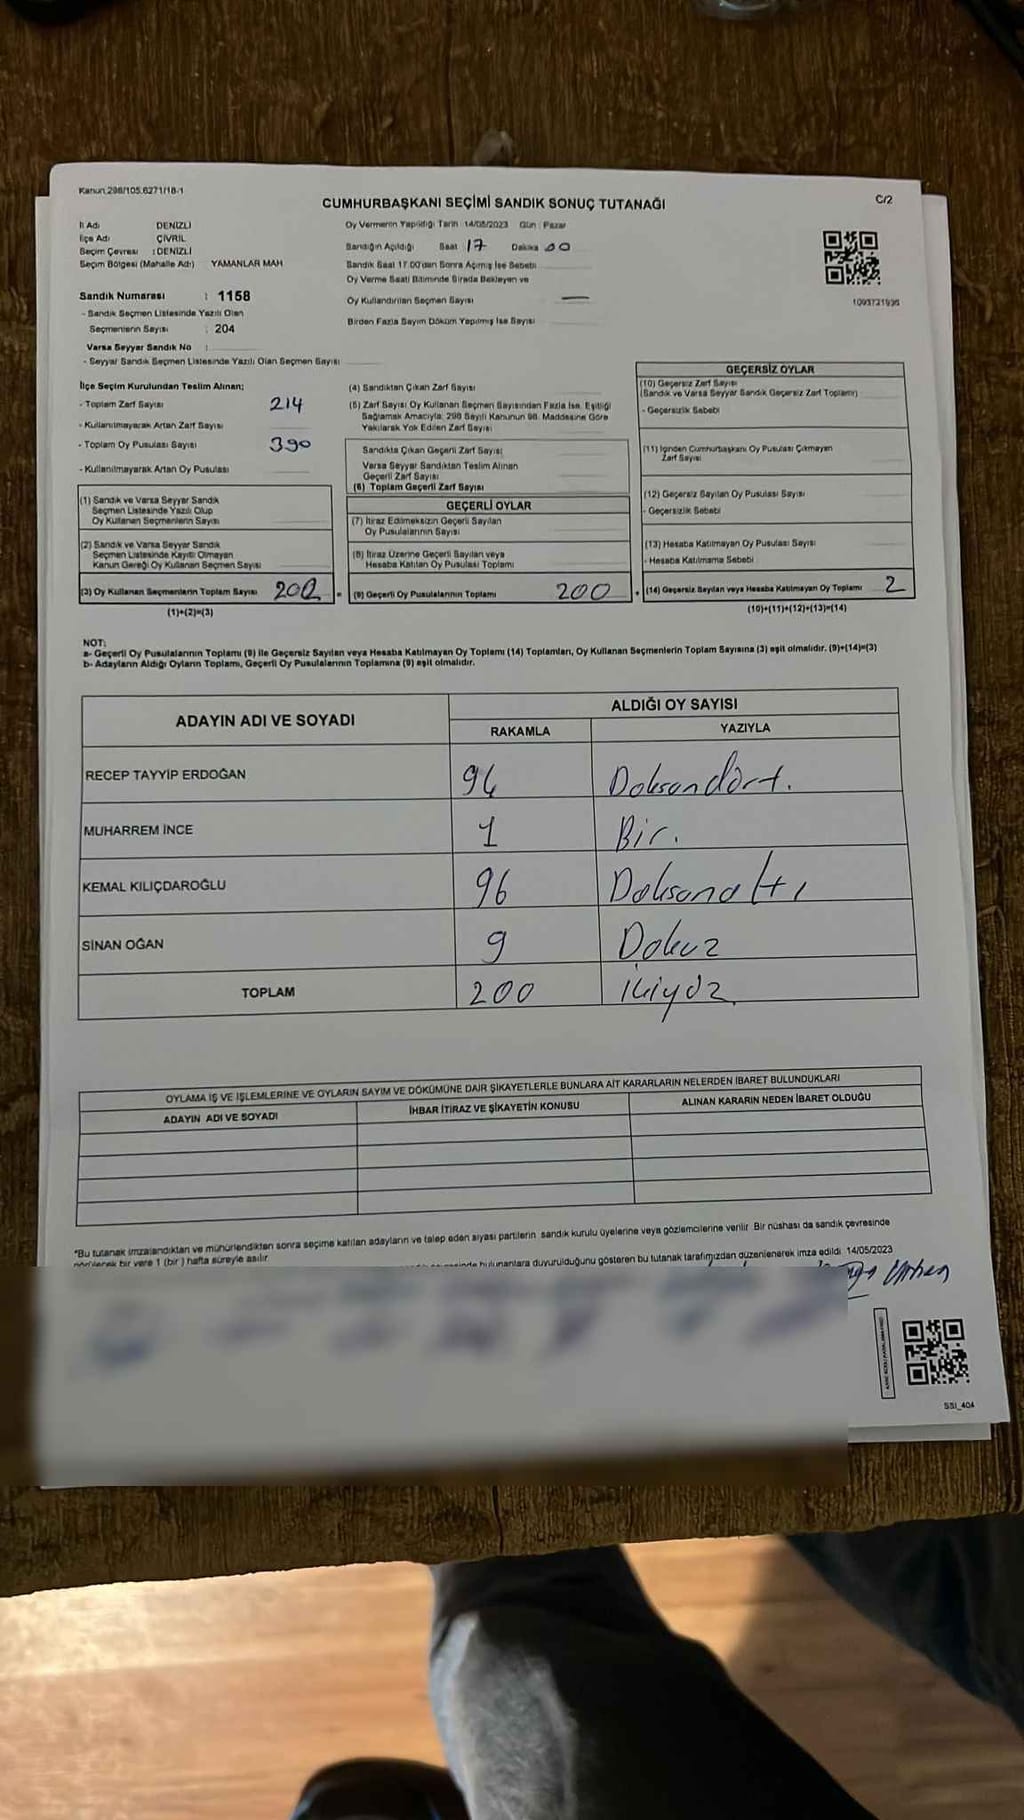 Kanun.298/105.6271/18-1
C/2
CUMHURBAŞKANI SEÇİMİ SANDIK SONUÇ TUTANAĞI
İl Adı DENİZLİ
İlçe Adı ÇİVRİL
Seçim Çevresi : DENİZLİ
Seçim Bölgesi (Mahalle Adı) YAMANLAR MAH
Sandık Numarası : 1158
- Sandık Seçmen Listesinde Yazılı Olan
Seçmenlerin Sayısı : 204
Varsa Seyyar Sandık No :
- Seyyar Sandık Seçmen Listesinde Yazılı Olan Seçmen Sayısı
Oy Vermenin Yapıldığı Tarih : 14/05/2023 Gün : Pazar
Sandığın Açıldığı Saat 17 Dakika 00
Sandık Saat 17.00'dan Sonra Açımış İse Sebebi
Oy Verme Saati Bitiminde Sırada Bekleyen ve
Oy Kullandırılan Seçmen Sayısı —
Birden Fazla Sayım Döküm Yapılmış İse Sayısı
1093721936
İlçe Seçim Kurulundan Teslim Alınan;
- Toplam Zarf Sayısı 214
- Kullanılmayarak Artan Zarf Sayısı
- Toplam Oy Pusulası Sayısı 390
- Kullanılmayarak Artan Oy Pusulası
(1) Sandık ve Varsa Seyyar Sandık
Seçmen Listesinde Yazılı Olup
Oy Kullanan Seçmenlerin Sayısı
(2) Sandık ve Varsa Seyyar Sandık
Seçmen Listesinde Kayıtlı Olmayan
Kanun Gereği Oy Kullanan Seçmen Sayısı
(3) Oy Kullanan Seçmenlerin Toplam Sayısı 202 =
(1)+(2)=(3)
(4) Sandıktan Çıkan Zarf Sayısı
(5) Zarf Sayısı Oy Kullanan Seçmen Sayısından Fazla İse, Eşitliği
Sağlamak Amacıyla; 298 Sayılı Kanunun 98. Maddesine Göre
Yakılarak Yok Edilen Zarf Sayısı
Sandıkta Çıkan Geçerli Zarf Sayısı
Varsa Seyyar Sandıktan Teslim Alınan
Geçerli Zarf Sayısı
(6) Toplam Geçerli Zarf Sayısı
GEÇERLİ OYLAR
(7) İtiraz Edilmeksizin Geçerli Sayılan
Oy Pusulalarının Sayısı
(8) İtiraz Üzerine Geçerli Sayılan veya
Hesaba Katılan Oy Pusulası Toplamı
(9) Geçerli Oy Pusulalarının Toplamı 200 +
GEÇERSİZ OYLAR
(10) Geçersiz Zarf Sayısı
(Sandık ve Varsa Seyyar Sandık Geçersiz Zarf Toplamı)
- Geçersizlik Sebebi
(11) İçinden Cumhurbaşkanı Oy Pusulası Çıkmayan
Zarf Sayısı
(12) Geçersiz Sayılan Oy Pusulası Sayısı
- Geçersizlik Sebebi
(13) Hesaba Katılmayan Oy Pusulası Sayısı
- Hesaba Katılmama Sebebi
(14) Geçersiz Sayılan veya Hesaba Katılmayan Oy Toplamı 2
(10)+(11)+(12)+(13)=(14)
NOT:
a- Geçerli Oy Pusulalarının Toplamı (9) ile Geçersiz Sayılan veya Hesaba Katılmayan Oy Toplamı (14) Toplamları, Oy Kullanan Seçmenlerin Toplam Sayısına (3) eşit olmalıdır. (9)+(14)=(3)
b- Adayların Aldığı Oyların Toplamı, Geçerli Oy Pusulalarının Toplamına (9) eşit olmalıdır.
ADAYIN ADI VE SOYADI
ALDIĞI OY SAYISI
RAKAMLA YAZIYLA
RECEP TAYYİP ERDOĞAN 94 Doksandört.
MUHARREM İNCE 1 Bir.
KEMAL KILIÇDAROĞLU 96 Doksanaltı
SİNAN OĞAN 9 Dokuz
TOPLAM 200 ikiyüz.
OYLAMA İŞ VE İŞLEMLERİNE VE OYLARIN SAYIM VE DÖKÜMÜNE DAİR ŞİKAYETLERLE BUNLARA AİT KARARLARIN NELERDEN İBARET BULUNDUKLARI
ADAYIN ADI VE SOYADI İHBAR İTİRAZ VE ŞİKAYETİN KONUSU ALINAN KARARIN NEDEN İBARET OLDUĞU
*Bu tutanak imzalandıktan ve mühürlendikten sonra seçime katılan adayların ve talep eden siyasi partilerin sandık kurulu üyelerine veya gözlemcilerine verilir. Bir nüshası da sandık çevresinde
görülecek bir yere 1 (bir) hafta süreyle asılır.
bulunanlara duyurulduğunu gösteren bu tutanak tarafımızdan düzenlenerek imza edildi. 14/05/2023
SSI_404